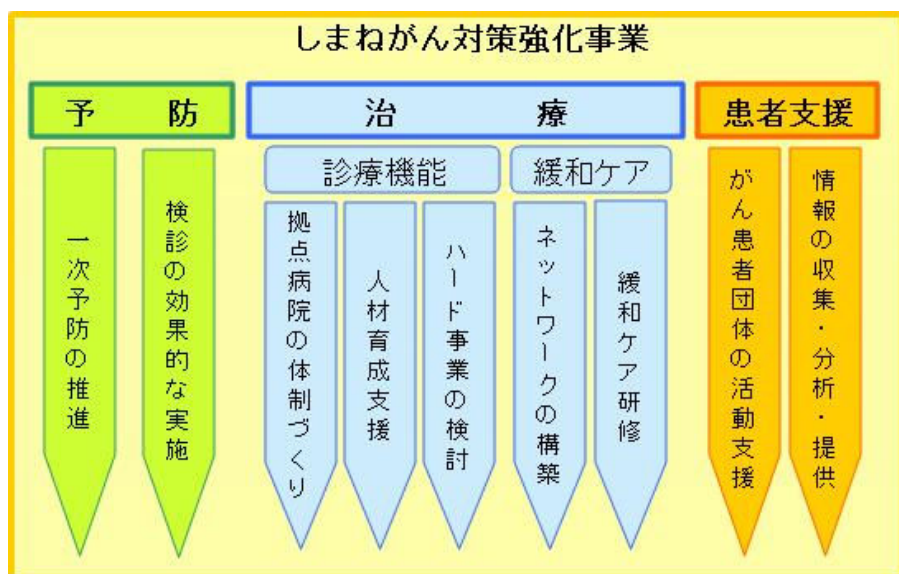 しまねがん対策強化事業
予防
治療
患者支援
診療機能
緩和ケア
一次予防の推進
検診の効果的な実施
拠点病院の体制づくり
人材育成支援
ハード事業の検討
ネットワークの構築
緩和ケア研修
がん患者団体の活動支援
情報の収集・分析・提供